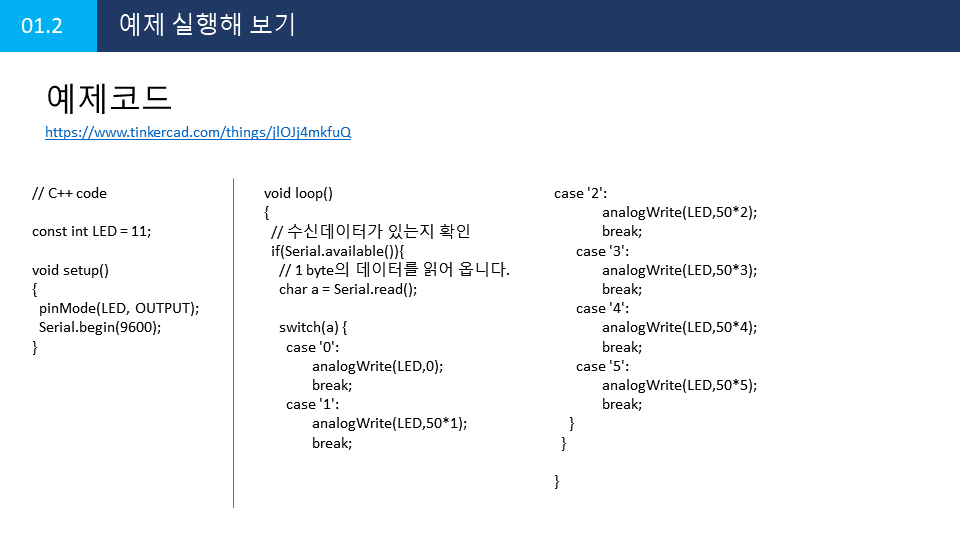 01.2
예제 실행해 보기
예제코드
https://www.tinkercad.com/things/jlOJj4mkfuQ
// C++ code
const int LED = 11;
void setup()
{
  pinMode(LED, OUTPUT);
  Serial.begin(9600);
}
void loop()
{
  // 수신데이터가 있는지 확인
  if(Serial.available()){
    // 1 byte의 데이터를 읽어 옵니다.
    char a = Serial.read();
    switch(a) {
      case '0':
            analogWrite(LED,0);
            break;
      case '1':
            analogWrite(LED,50*1);
            break;
case '2':
            analogWrite(LED,50*2);
            break;
      case '3':
            analogWrite(LED,50*3);
            break;
      case '4':
            analogWrite(LED,50*4);
            break;
      case '5':
            analogWrite(LED,50*5);
            break;
    }
  }
}